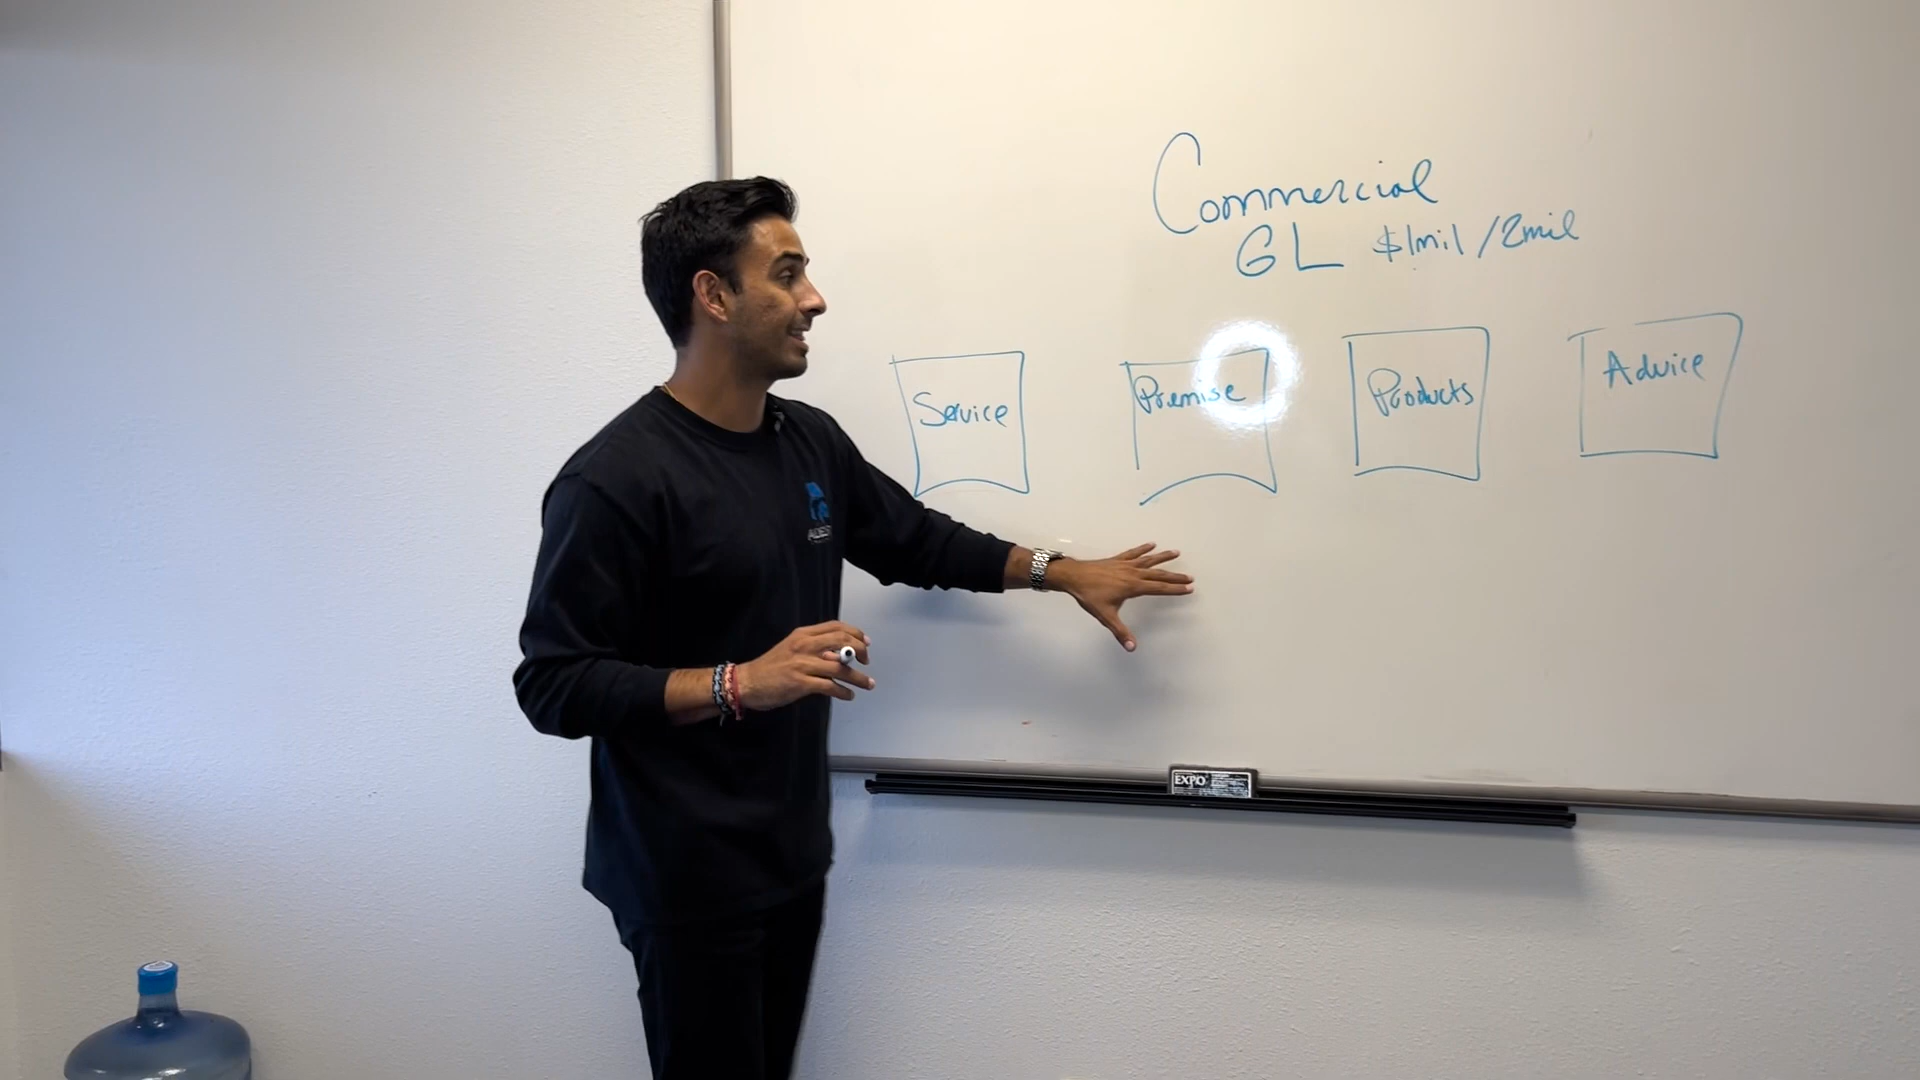 Commercial
GL $1mil/2mil
Service
Premise
Products
Advice
EXPO